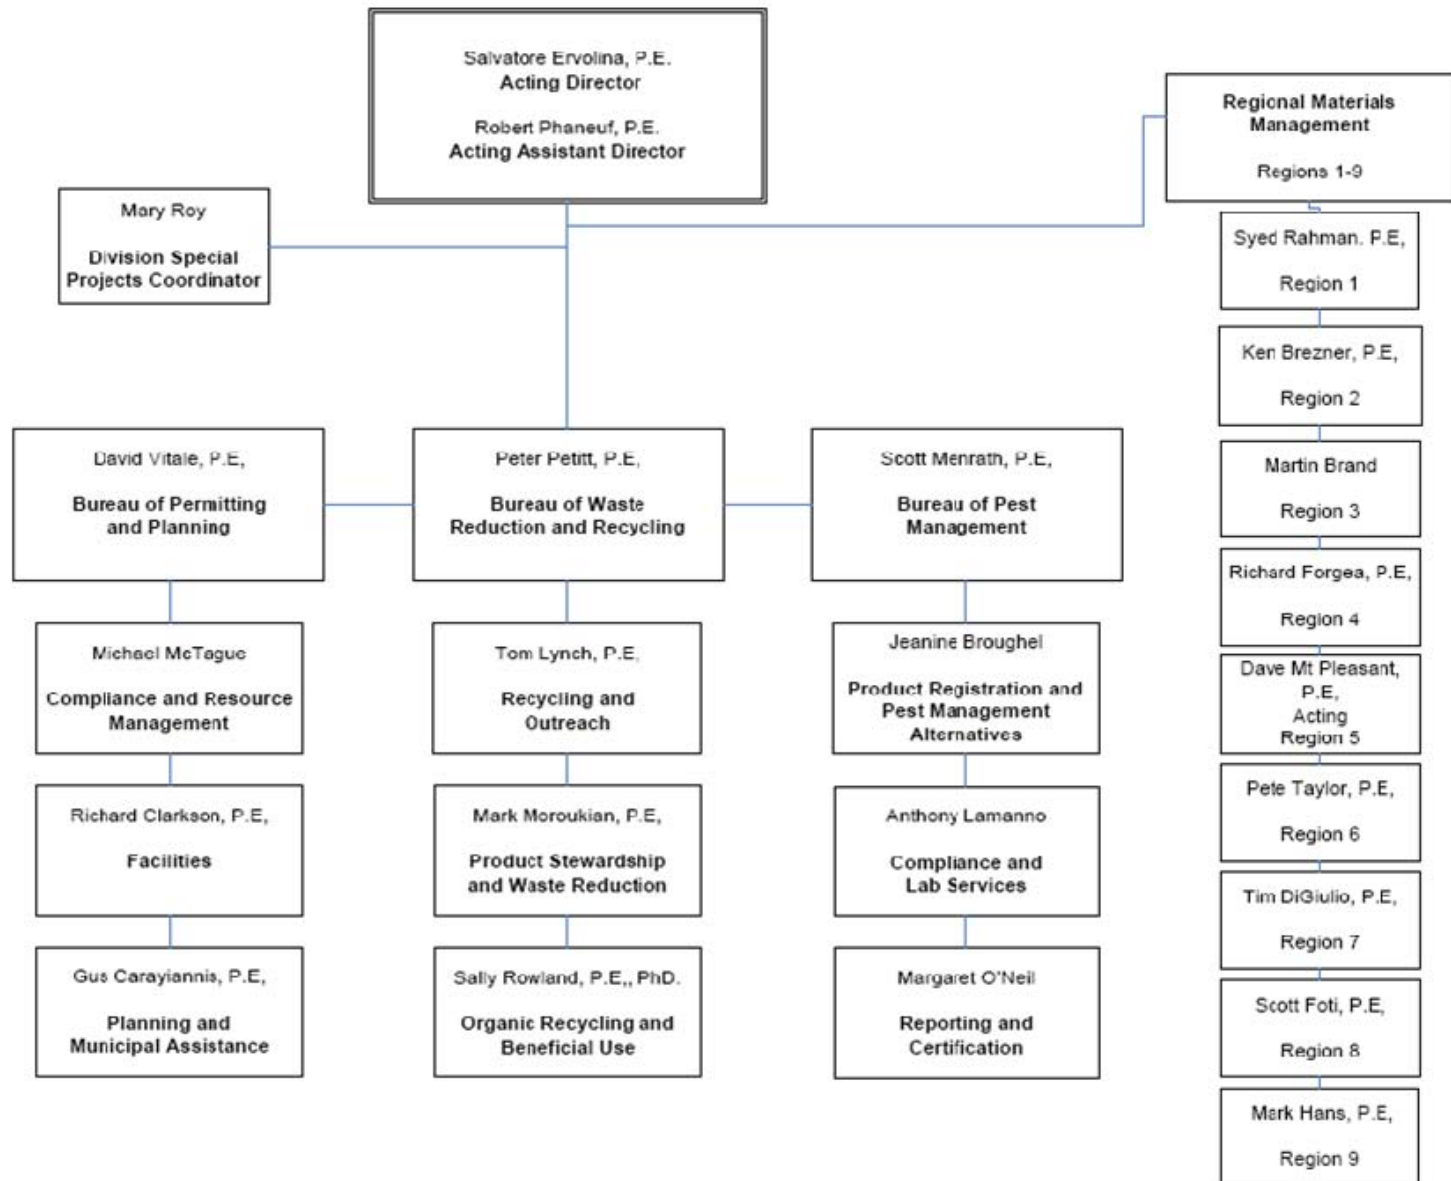 Salvatore Ervolina, P.E.
Acting Director
Robert Phaneuf, P.E.
Acting Assistant Director
Regional Materials
Management
Regions 1-9
Mary Roy
Division Special
Projects Coordinator
Syed Rahman. P.E,
Region 1
Ken Brezner, P.E,
Region 2
Martin Brand
Region 3
Richard Forgea, P.E,
Region 4
Dave Mt Pleasant,
P.E,
Acting
Region 5
Pete Taylor, P.E,
Region 6
Tim DiGiulio, P.E,
Region 7
Scott Foti, P.E,
Region 8
Mark Hans, P.E,
Region 9
David Vitale, P.E,
Bureau of Permitting
and Planning
Michael McTague
Compliance and Resource
Management
Richard Clarkson, P.E,
Facilities
Gus Carayiannis, P.E,
Planning and
Municipal Assistance
Peter Petitt, P.E,
Bureau of Waste
Reduction and Recycling
Tom Lynch, P.E,
Recycling and
Outreach
Mark Moroukian, P.E,
Product Stewardship
and Waste Reduction
Sally Rowland, P.E,, PhD.
Organic Recycling and
Beneficial Use
Scott Menrath, P.E,
Bureau of Pest
Management
Jeanine Broughel
Product Registration and
Pest Management
Alternatives
Anthony Lamanno
Compliance and
Lab Services
Margaret O'Neil
Reporting and
Certification